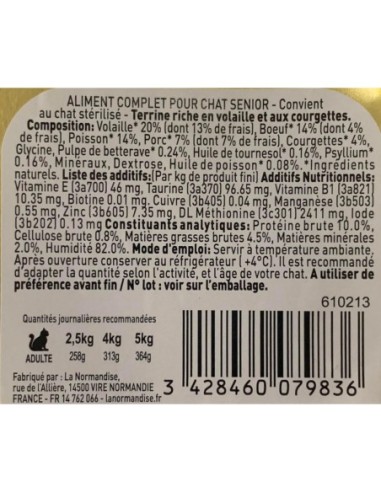 ALIMENT COMPLET POUR CHAT SENIOR - Convient
au chat stérilisé - Terrine riche en volaille et aux courgettes.
Composition: Volaille* 20% (dont 13% de frais), Boeuf* 14% (dont 4%
de frais), Poisson* 14%, Porc* 7% (dont 7% de frais), Courgettes* 4%,
Glycine, Pulpe de betterave* 0.24%, Huile de tournesol* 0.16%, Psyllium*
0.16%, Minéraux, Dextrose, Huile de poisson* 0.08%. *Ingrédients
naturels. Liste des additifs:(Par kg de produit fini) Additifs Nutritionnels:
Vitamine E (3a700) 46 mg, Taurine (3a370) 96.65 mg, Vitamine B1 (3a821)
10.35 mg, Biotine 0.01 mg, Cuivre (3b405) 0.04 mg, Manganèse (3b503)
0.55 mg, Zinc (3b605) 7.35 mg, DL Méthionine (3c301) 2411 mg, Iode
(3b202) 0.13 mg Constituants analytiques: Protéine brute 10.0%,
Cellulose brute 0.8%, Matières grasses brutes 4.5%, Matières minérales
2.0%, Humidité 82.0%. Mode d'emploi: Servir à température ambiante.
Après ouverture conserver au réfrigérateur (+4°C). Il est recommandé
d'adapter la quantité selon l'activité, et l'âge de votre chat. A utiliser de
préférence avant fin / N° lot : voir sur l'emballage.
610213
Quantités journalières recommandées
2,5kg 4kg 5kg
ADULTE 258g 313g 364g
Fabriqué par : La Normandise,
rue de l'Allière, 14500 VIRE NORMANDIE
FRANCE - FR 14 762 066 - lanormandise.fr
3 428460 079836